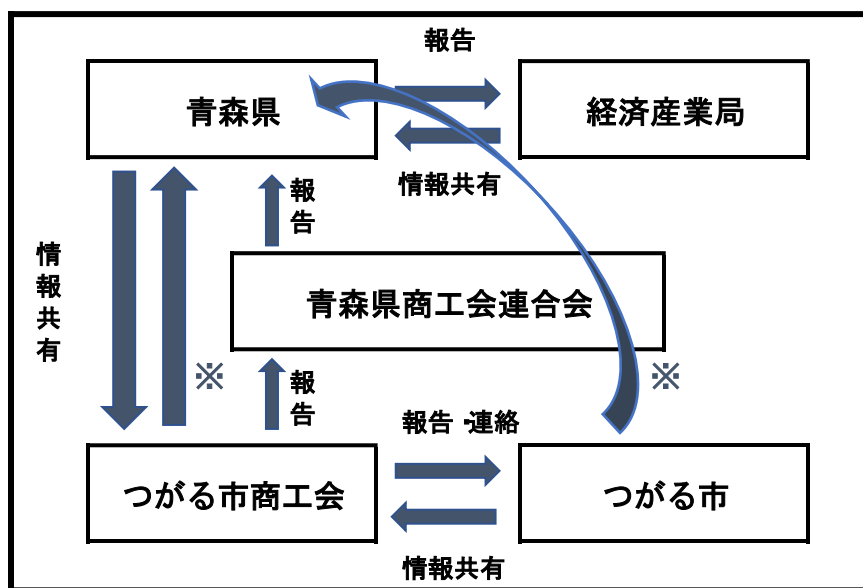 報告
青森県
経済産業局
情報共有
報告
情報共有
青森県商工会連合会
※
報告
※
報告・連絡
つがる市商工会
つがる市
情報共有